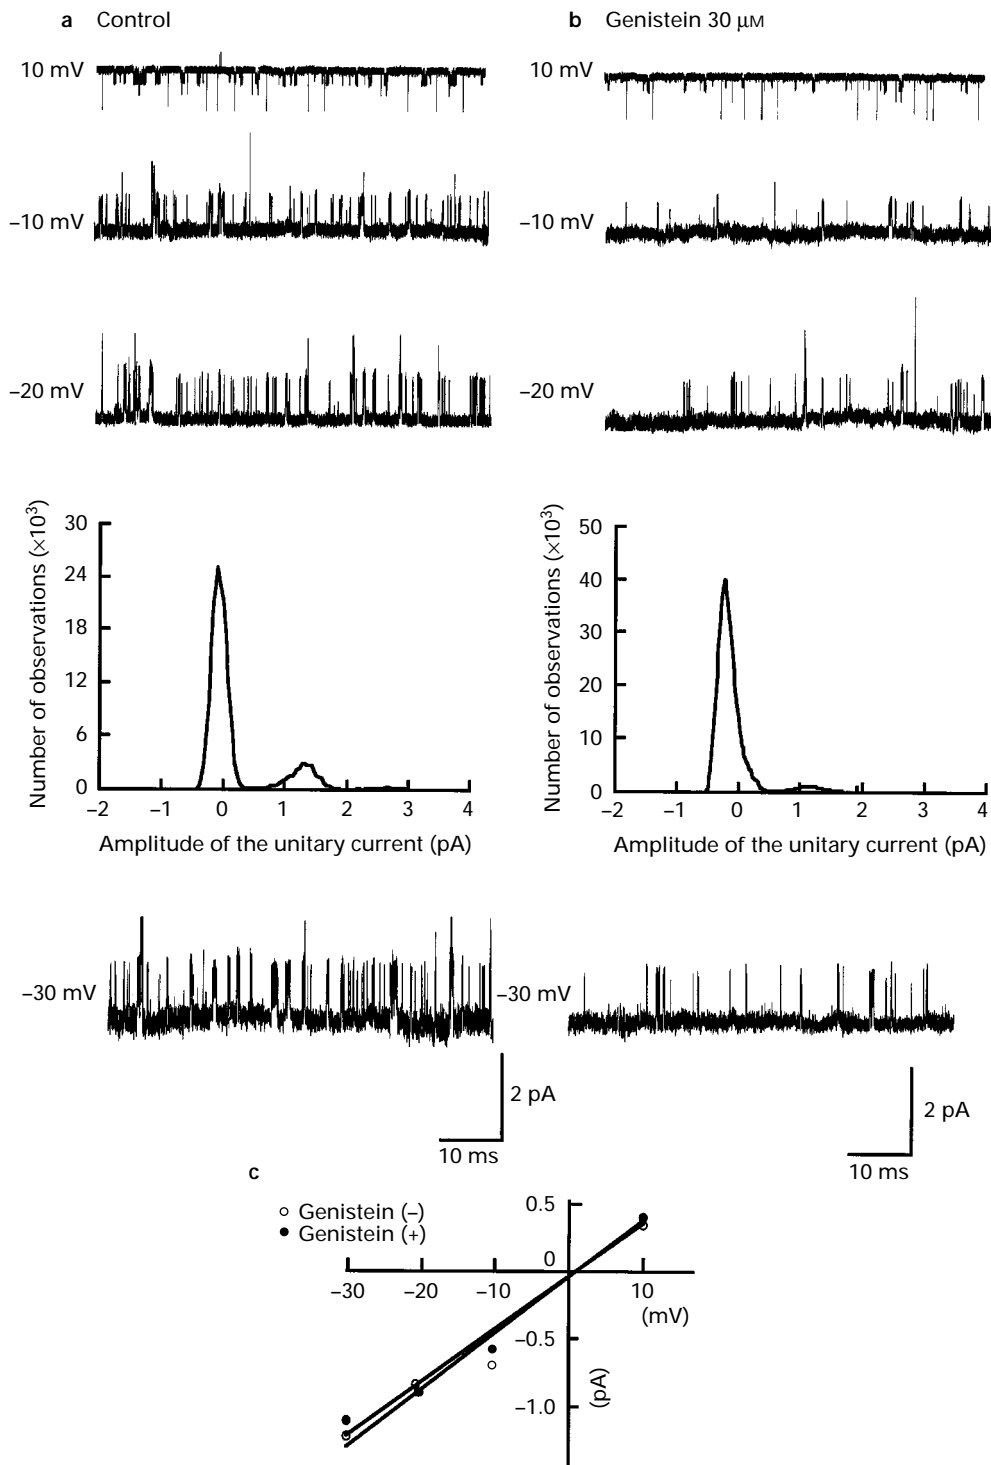 a Control
b Genistein 30 μM
10 mV
10 mV
–10 mV
–10 mV
–20 mV
–20 mV
Number of observations (×10³)
30
24
18
12
6
0
–2 –1 0 1 2 3 4
Amplitude of the unitary current (pA)
Number of observations (×10³)
50
40
30
20
10
0
–2 –1 0 1 2 3 4
Amplitude of the unitary current (pA)
–30 mV
–30 mV
2 pA
10 ms
2 pA
10 ms
c
Genistein (–)
Genistein (+)
0.5
0
–30 –20 –10 10
(mV)
–0.5
–1.0
(pA)